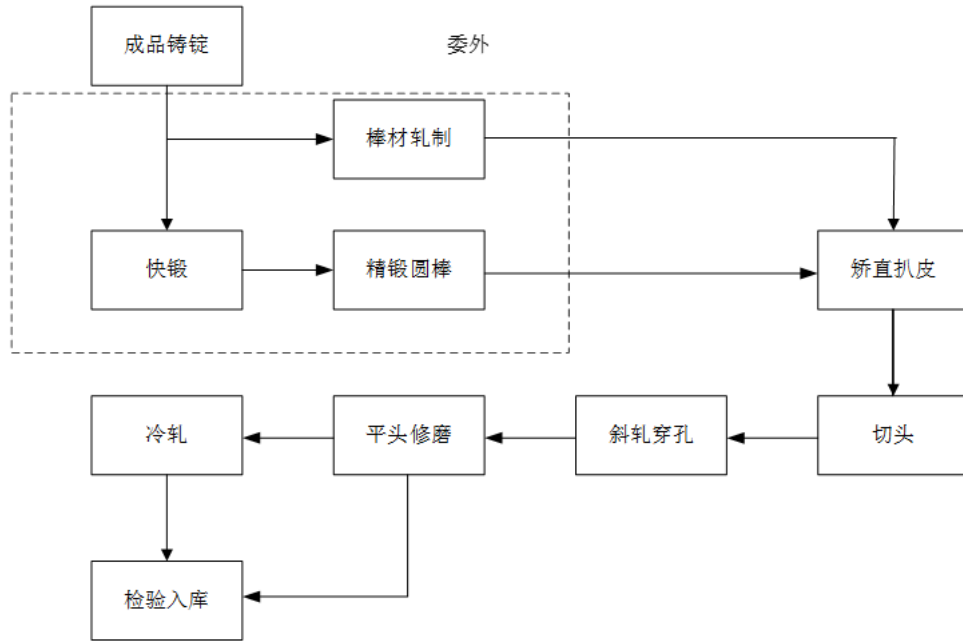 成品铸锭
委外
棒材轧制
快锻
精锻圆棒
矫直扒皮
冷轧
平头修磨
斜轧穿孔
切头
检验入库